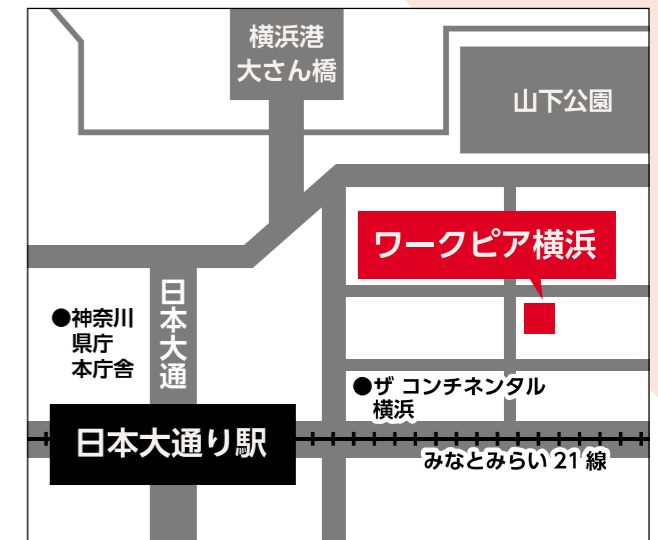 横浜港
大さん橋
山下公園
ワークピア横浜
日本大通
●神奈川
県庁
本庁舎
●ザ コンチネンタル
横浜
日本大通り駅
みなとみらい21線